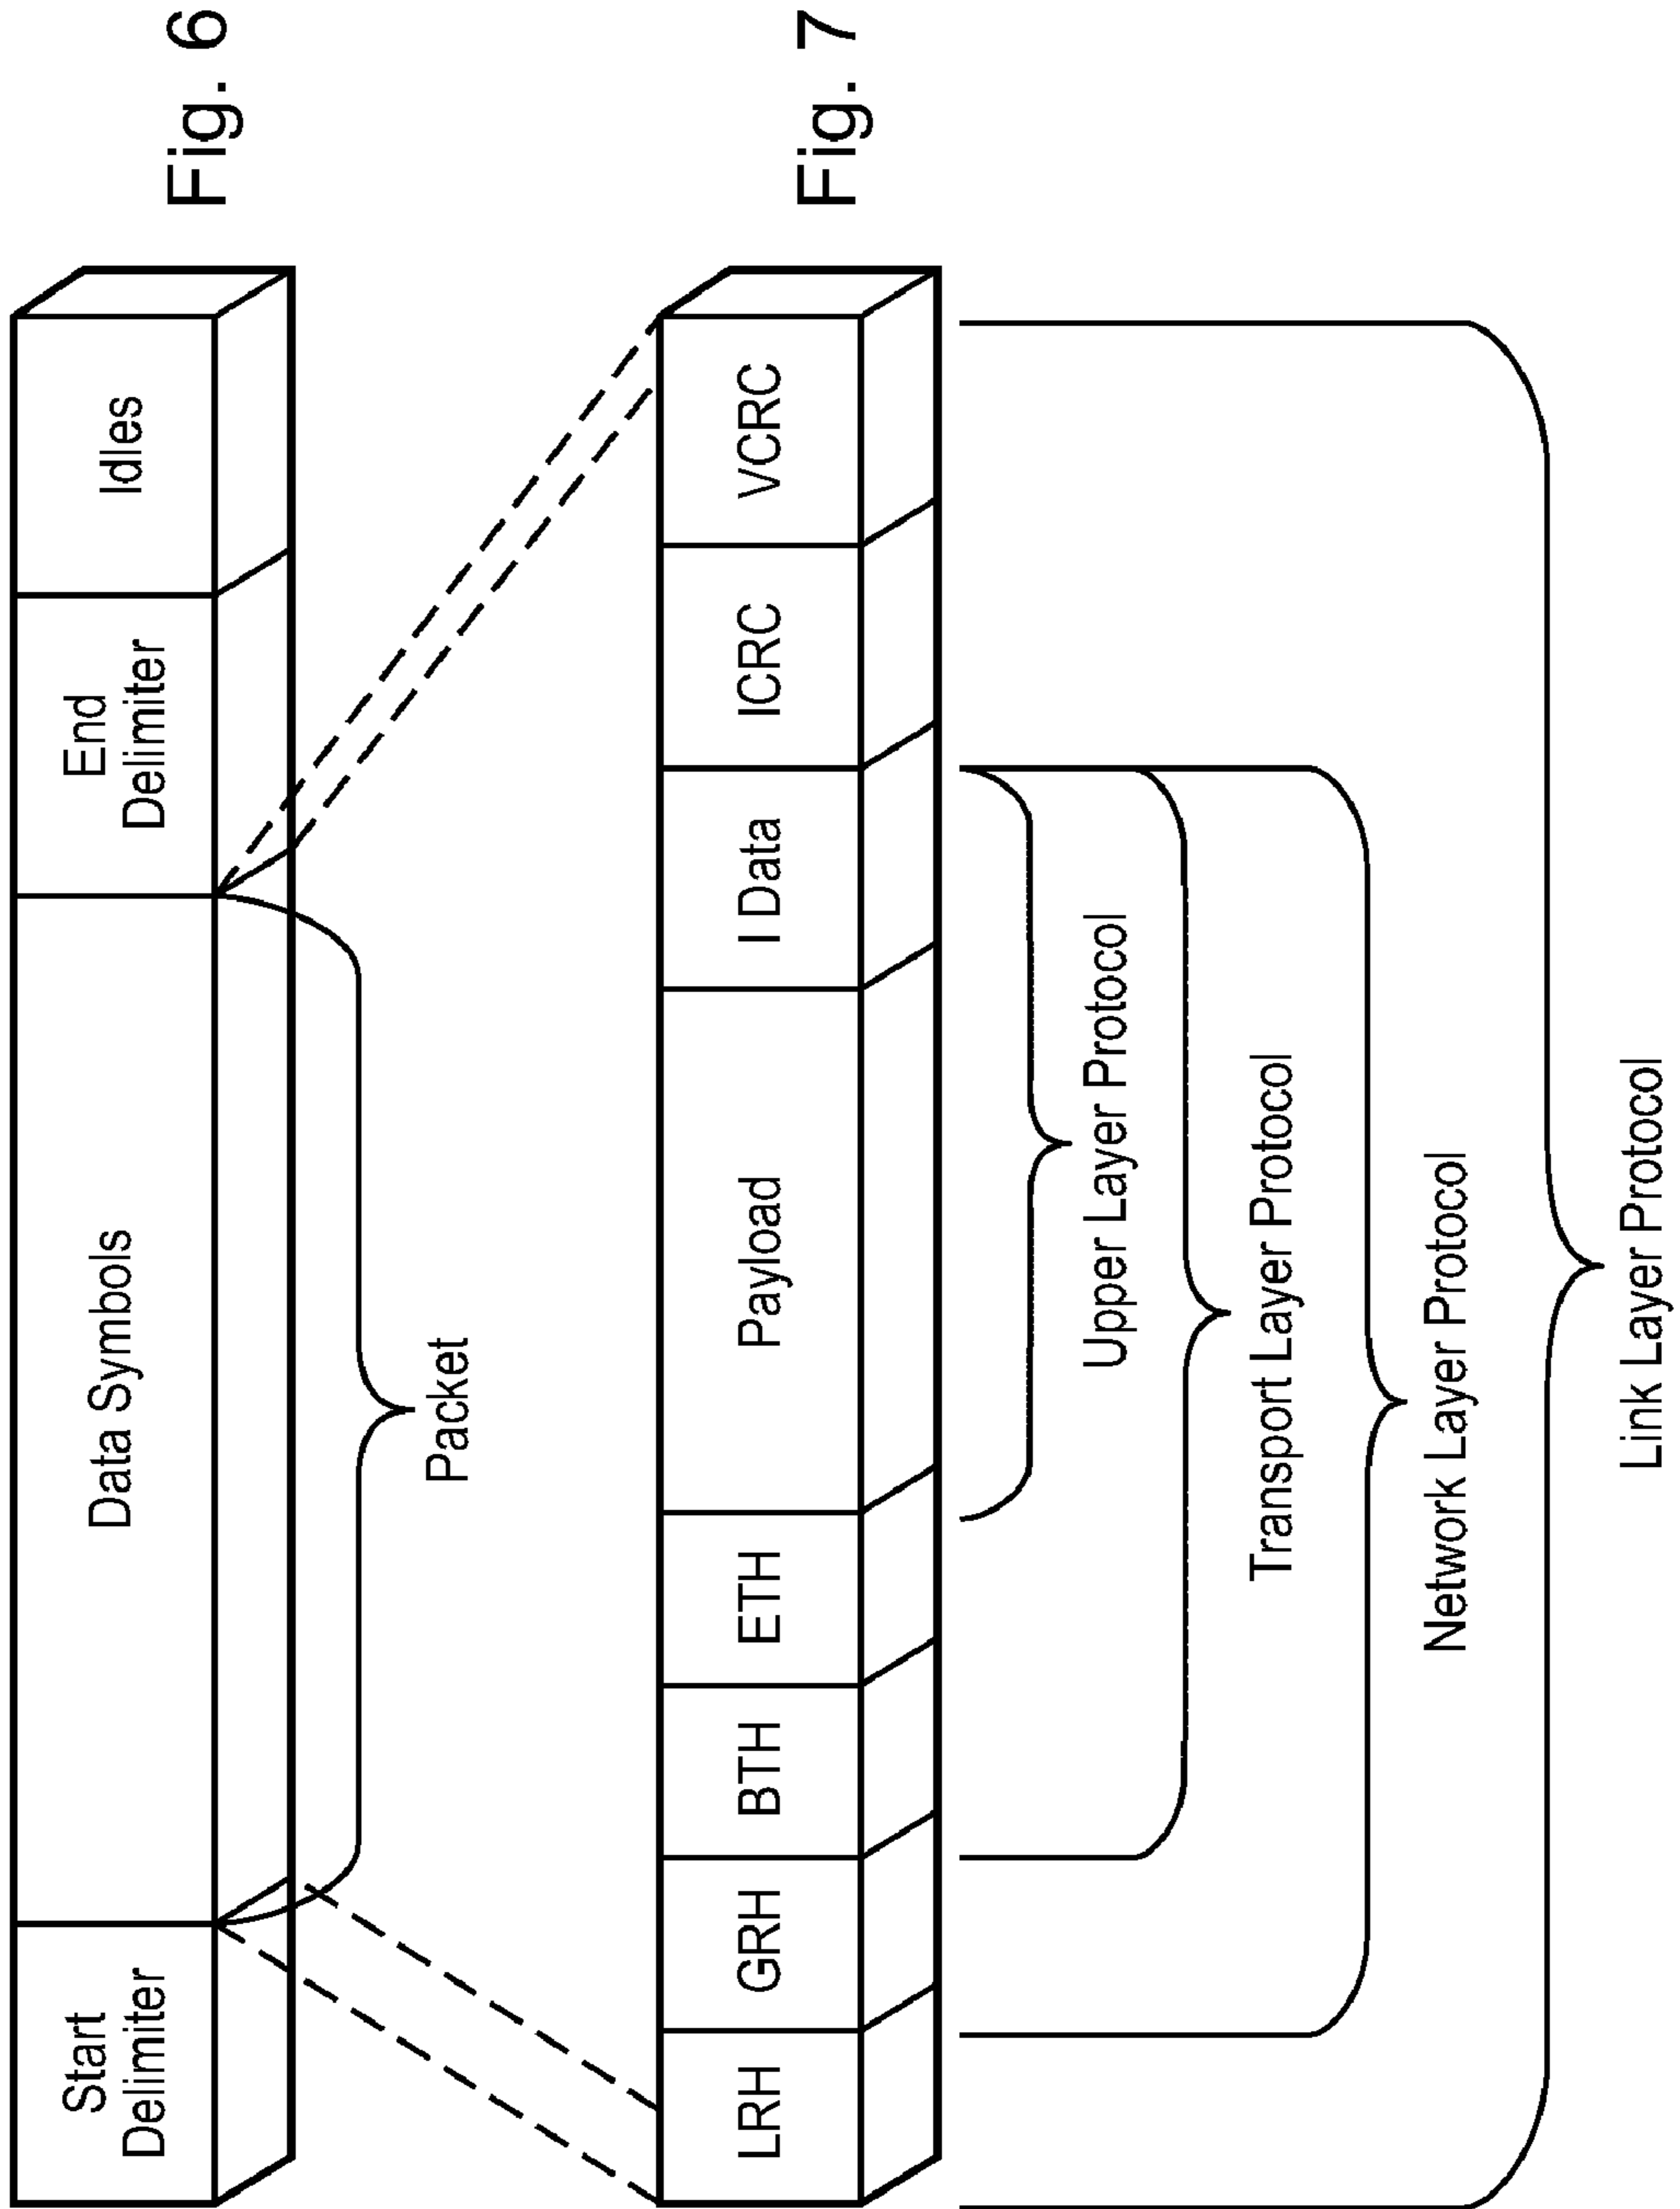 Start
Delimiter
Data Symbols
End
Delimiter
Idles
Packet
Fig. 6
LRH
GRH
BTH
ETH
Payload
I Data
ICRC
VCRC
Upper Layer Protocol
Transport Layer Protocol
Network Layer Protocol
Link Layer Protocol
Fig. 7